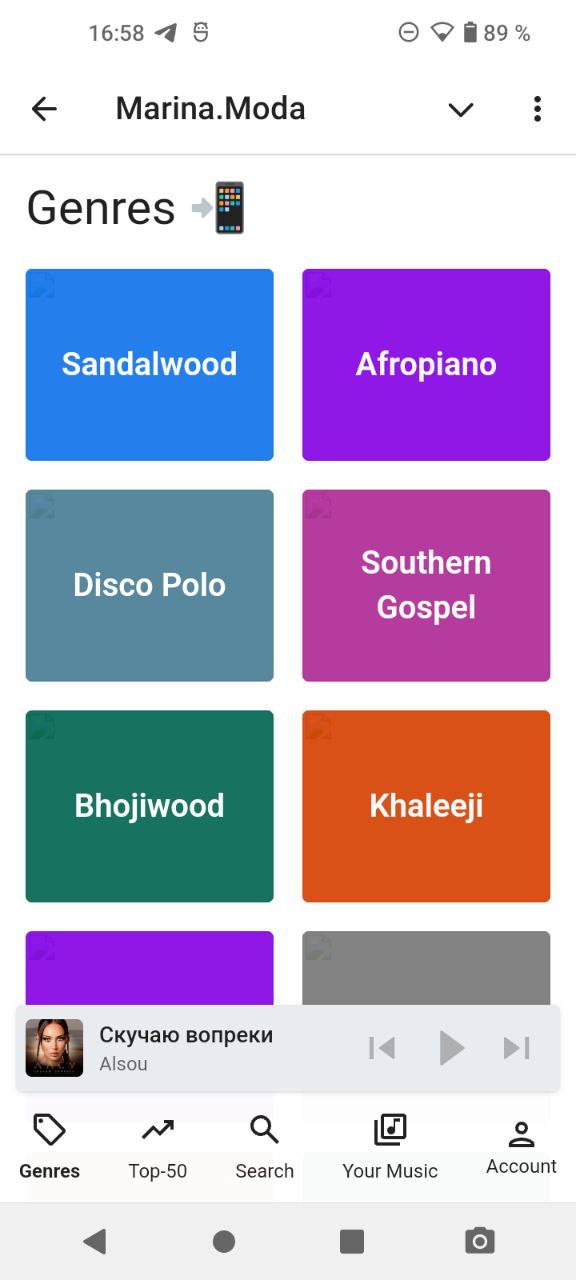 16:58
89 %
Marina.Moda
Genres
Sandalwood
Afropiano
Disco Polo
Southern
Gospel
Bhojiwood
Khaleeji
Скучаю вопреки
Alsou
Genres
Top-50
Search
Your Music
Account